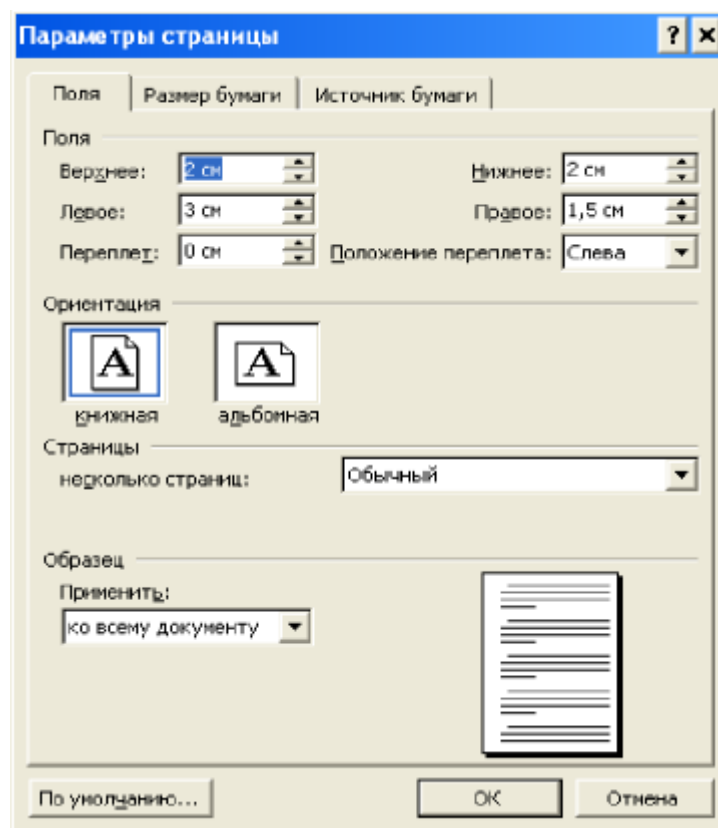 Параметры страницы
Поля Размер бумаги Источник бумаги
Поля
Верхнее: 2 см Нижнее: 2 см
Левое: 3 см Правое: 1,5 см
Переплет: 0 см Положение переплета: Слева
Ориентация
A A
книжная альбомная
Страницы
несколько страниц: Обычный
Образец
Применить:
ко всему документу
По умолчанию... ОК Отмена